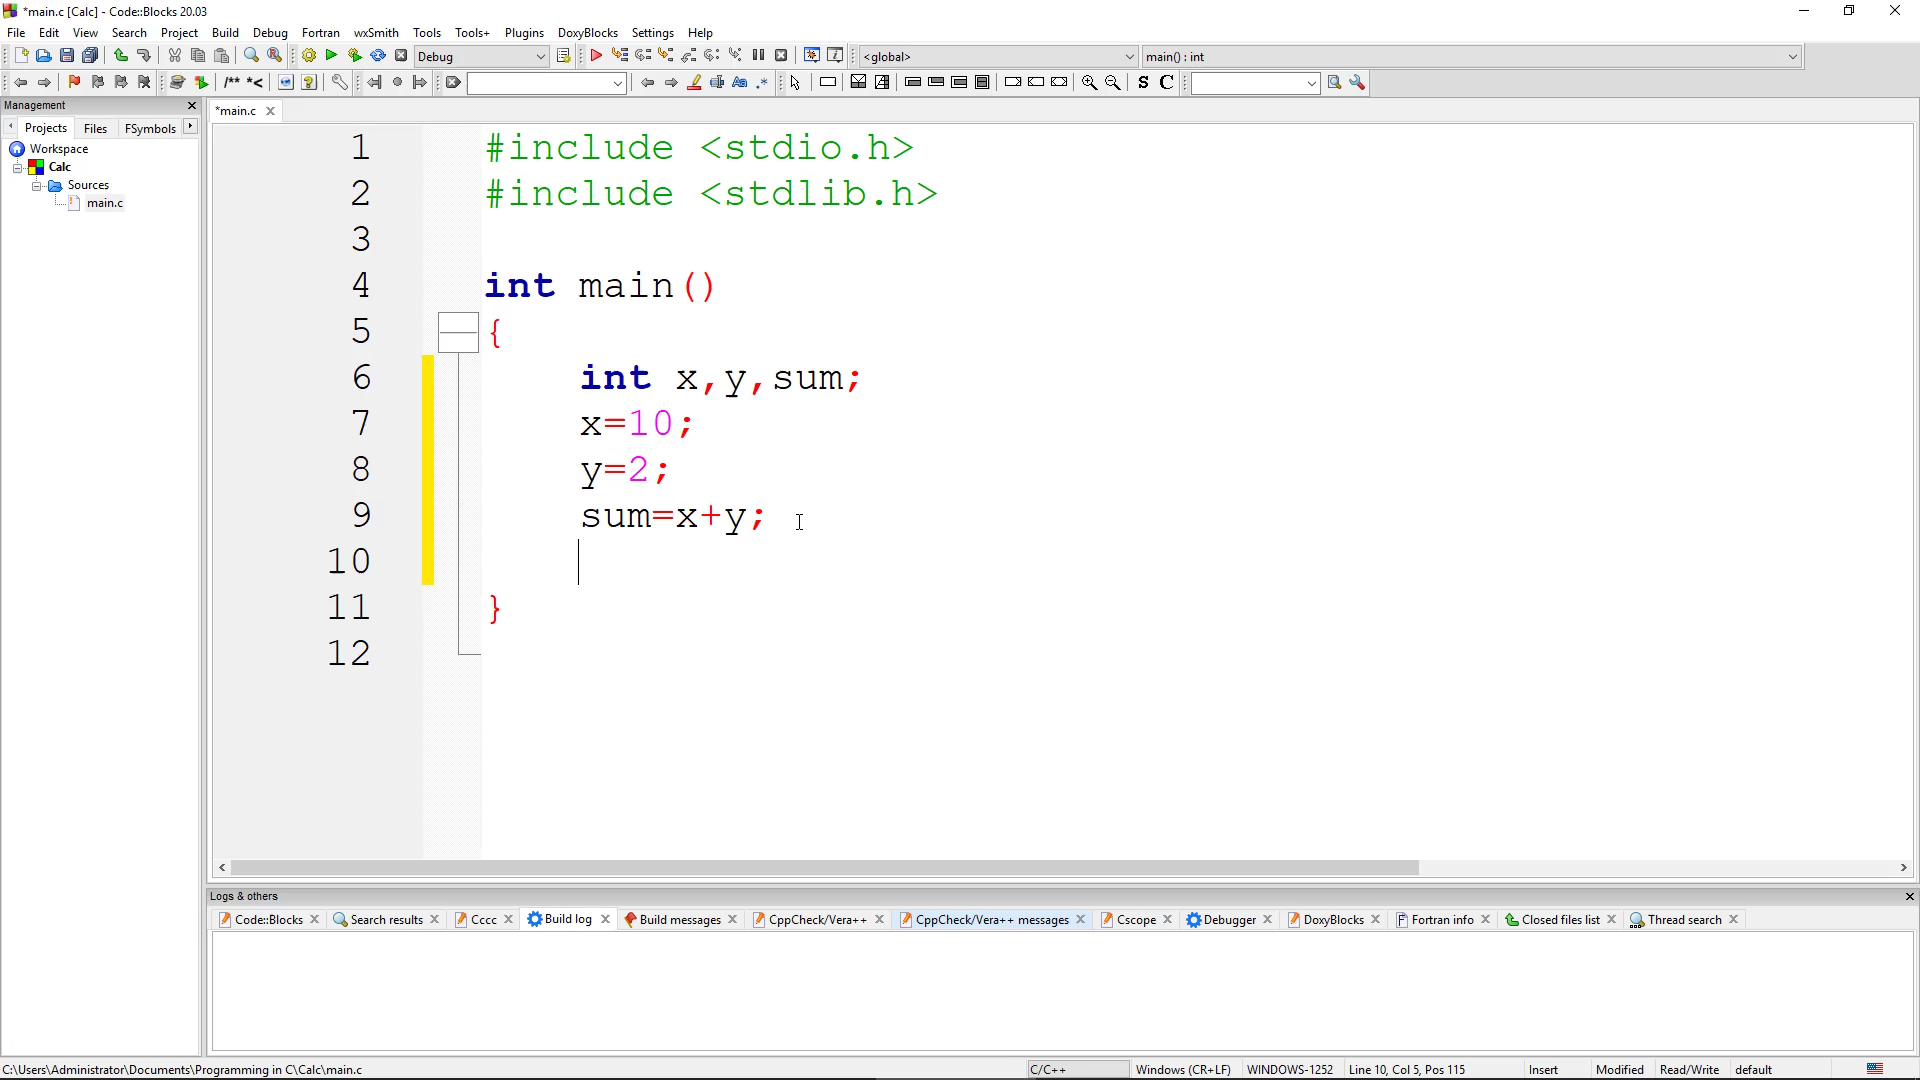 *main.c [Calc] - Code::Blocks 20.03
File Edit View Search Project Build Debug Fortran wxSmith Tools Tools+ Plugins DoxyBlocks Settings Help
Debug <global> main() : int
/** *< Aa .* S C
Management
*main.c
Projects Files FSymbols
Workspace
Calc
Sources
main.c
1 #include <stdio.h>
2 #include <stdlib.h>
3
4 int main()
5 {
6 int x,y,sum;
7 x=10;
8 y=2;
9 sum=x+y;
10
11 }
12
Logs & others
Code::Blocks Search results Cccc Build log Build messages CppCheck/Vera++ CppCheck/Vera++ messages Cscope Debugger DoxyBlocks Fortran info Closed files list Thread search
C:\Users\Administrator\Documents\Programming in C\Calc\main.c C/C++ Windows (CR+LF) WINDOWS-1252 Line 10, Col 5, Pos 115 Insert Modified Read/Write default